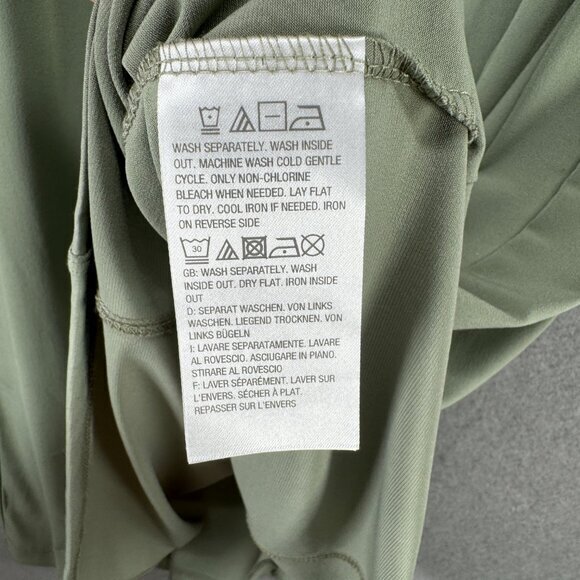 WASH SEPARATELY. WASH INSIDE
OUT. MACHINE WASH COLD GENTLE
CYCLE. ONLY NON-CHLORINE
BLEACH WHEN NEEDED. LAY FLAT
TO DRY. COOL IRON IF NEEDED. IRON
ON REVERSE SIDE
30
GB: WASH SEPARATELY. WASH
INSIDE OUT. DRY FLAT. IRON INSIDE
OUT
D: SEPARAT WASCHEN. VON LINKS
WASCHEN. LIEGEND TROCKNEN. VON
LINKS BÜGELN
I: LAVARE SEPARATAMENTE. LAVARE
AL ROVESCIO. ASCIUGARE IN PIANO.
STIRARE AL ROVESCIO
F: LAVER SÉPARÉMENT. LAVER SUR
L'ENVERS. SÉCHER À PLAT.
REPASSER SUR L'ENVERS